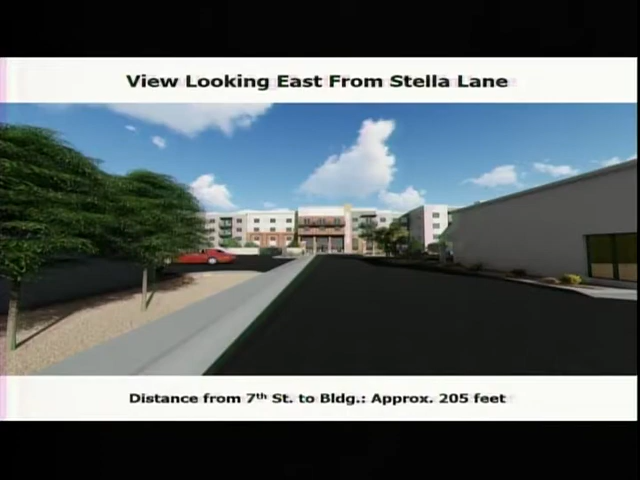 View Looking East From Stella Lane
Distance from 7th St. to Bldg.: Approx. 205 feet